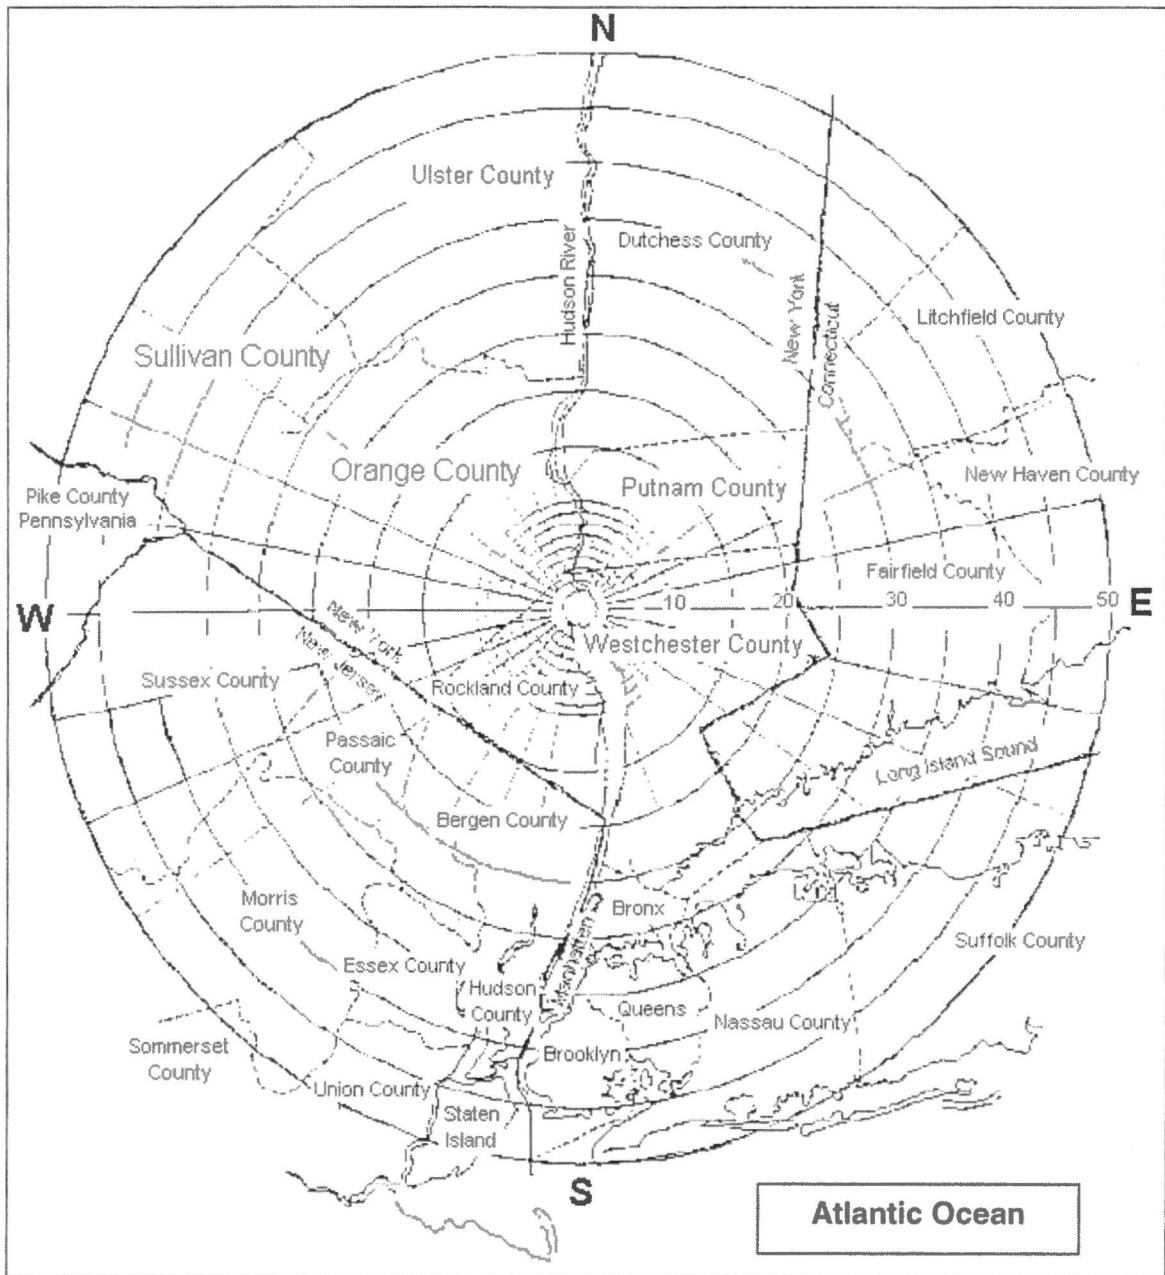 N
Ulster County
Hudson River
Dutchess County
New York
Connecticut
Litchfield County
Sullivan County
Orange County
Putnam County
New Haven County
Pike County
Pennsylvania
Fairfield County
W
10
20
30
40
50
E
New York
New Jersey
Westchester County
Sussex County
Rockland County
Passaic
County
Long Island Sound
Bergen County
Morris
County
Bronx
Manhatten
Suffolk County
Essex County
Hudson
County
Queens
Nassau County
Sommerset
County
Brooklyn
Union County
Staten
Island
S
Atlantic Ocean